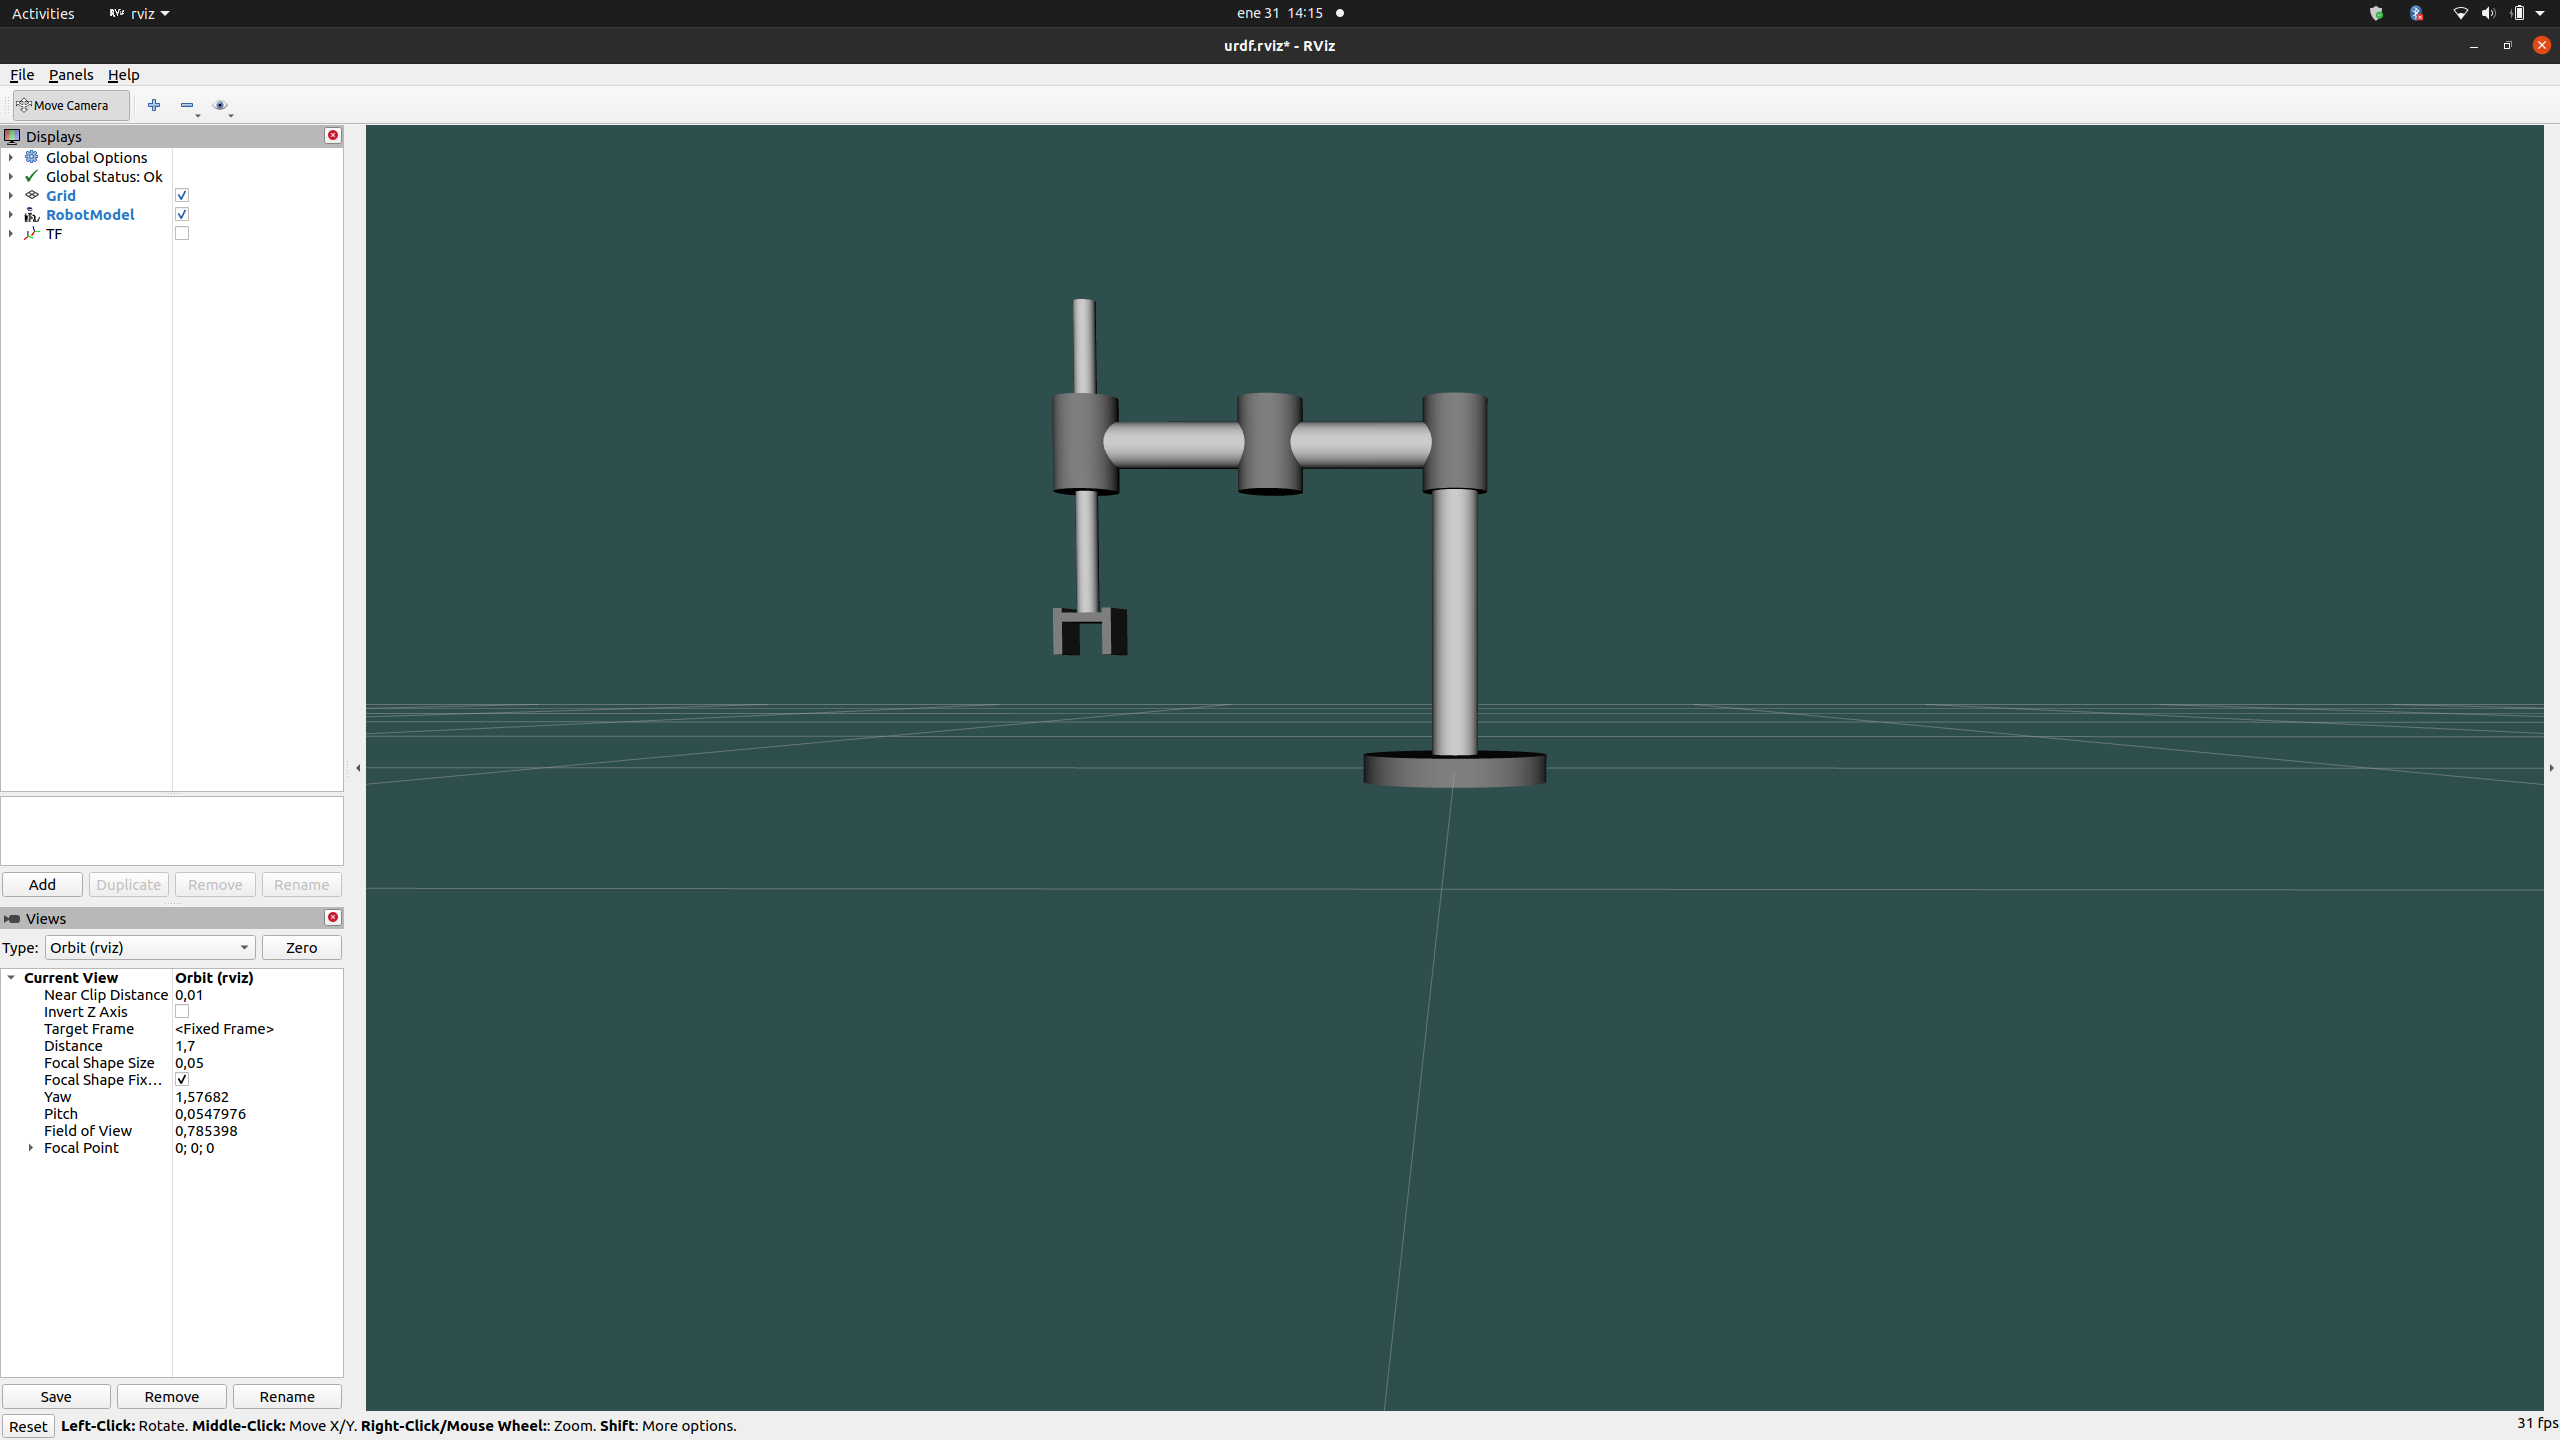 Activities RViz rviz ene 31 14:15
urdf.rviz* - RViz
File Panels Help
Move Camera
Displays
Global Options
Global Status: Ok
Grid
RobotModel
TF
Add Duplicate Remove Rename
Views
Type: Orbit (rviz) Zero
Current View Orbit (rviz)
Near Clip Distance 0,01
Invert Z Axis
Target Frame <Fixed Frame>
Distance 1,7
Focal Shape Size 0,05
Focal Shape Fix...
Yaw 1,57682
Pitch 0,0547976
Field of View 0,785398
Focal Point 0; 0; 0
Save Remove Rename
Reset Left-Click: Rotate. Middle-Click: Move X/Y. Right-Click/Mouse Wheel:: Zoom. Shift: More options. 31 fps